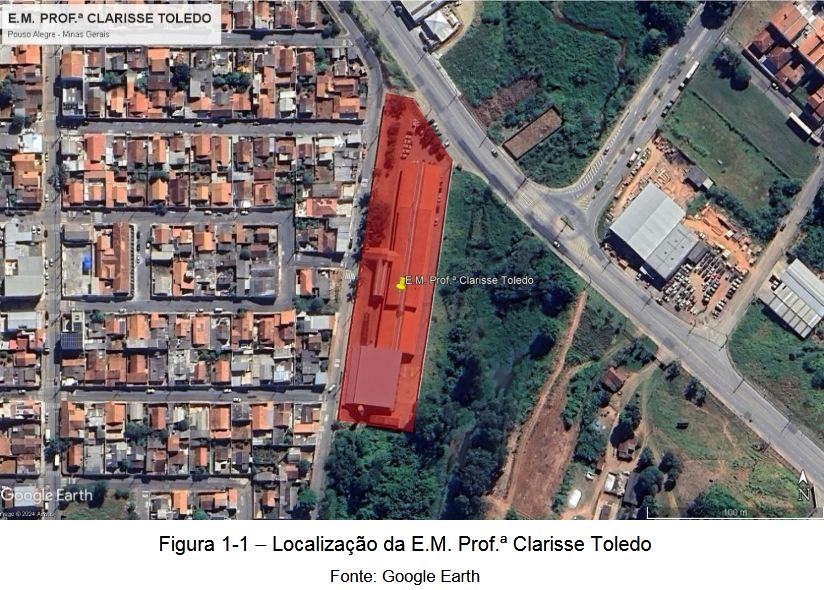 E.M. PROF.ª CLARISSE TOLEDO
Pouso Alegre - Minas Gerais
E.M. Prof.ª Clarisse Toledo
Google Earth
N
100 m
Figura 1-1 – Localização da E.M. Prof.ª Clarisse Toledo
Fonte: Google Earth